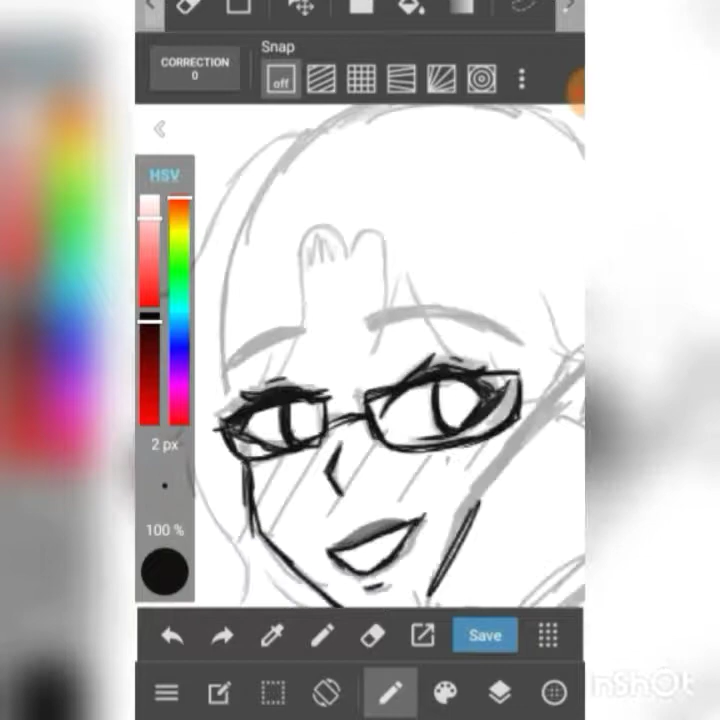 Snap
CORRECTION
0
off
HSV
2 px
100 %
Save
InShOt